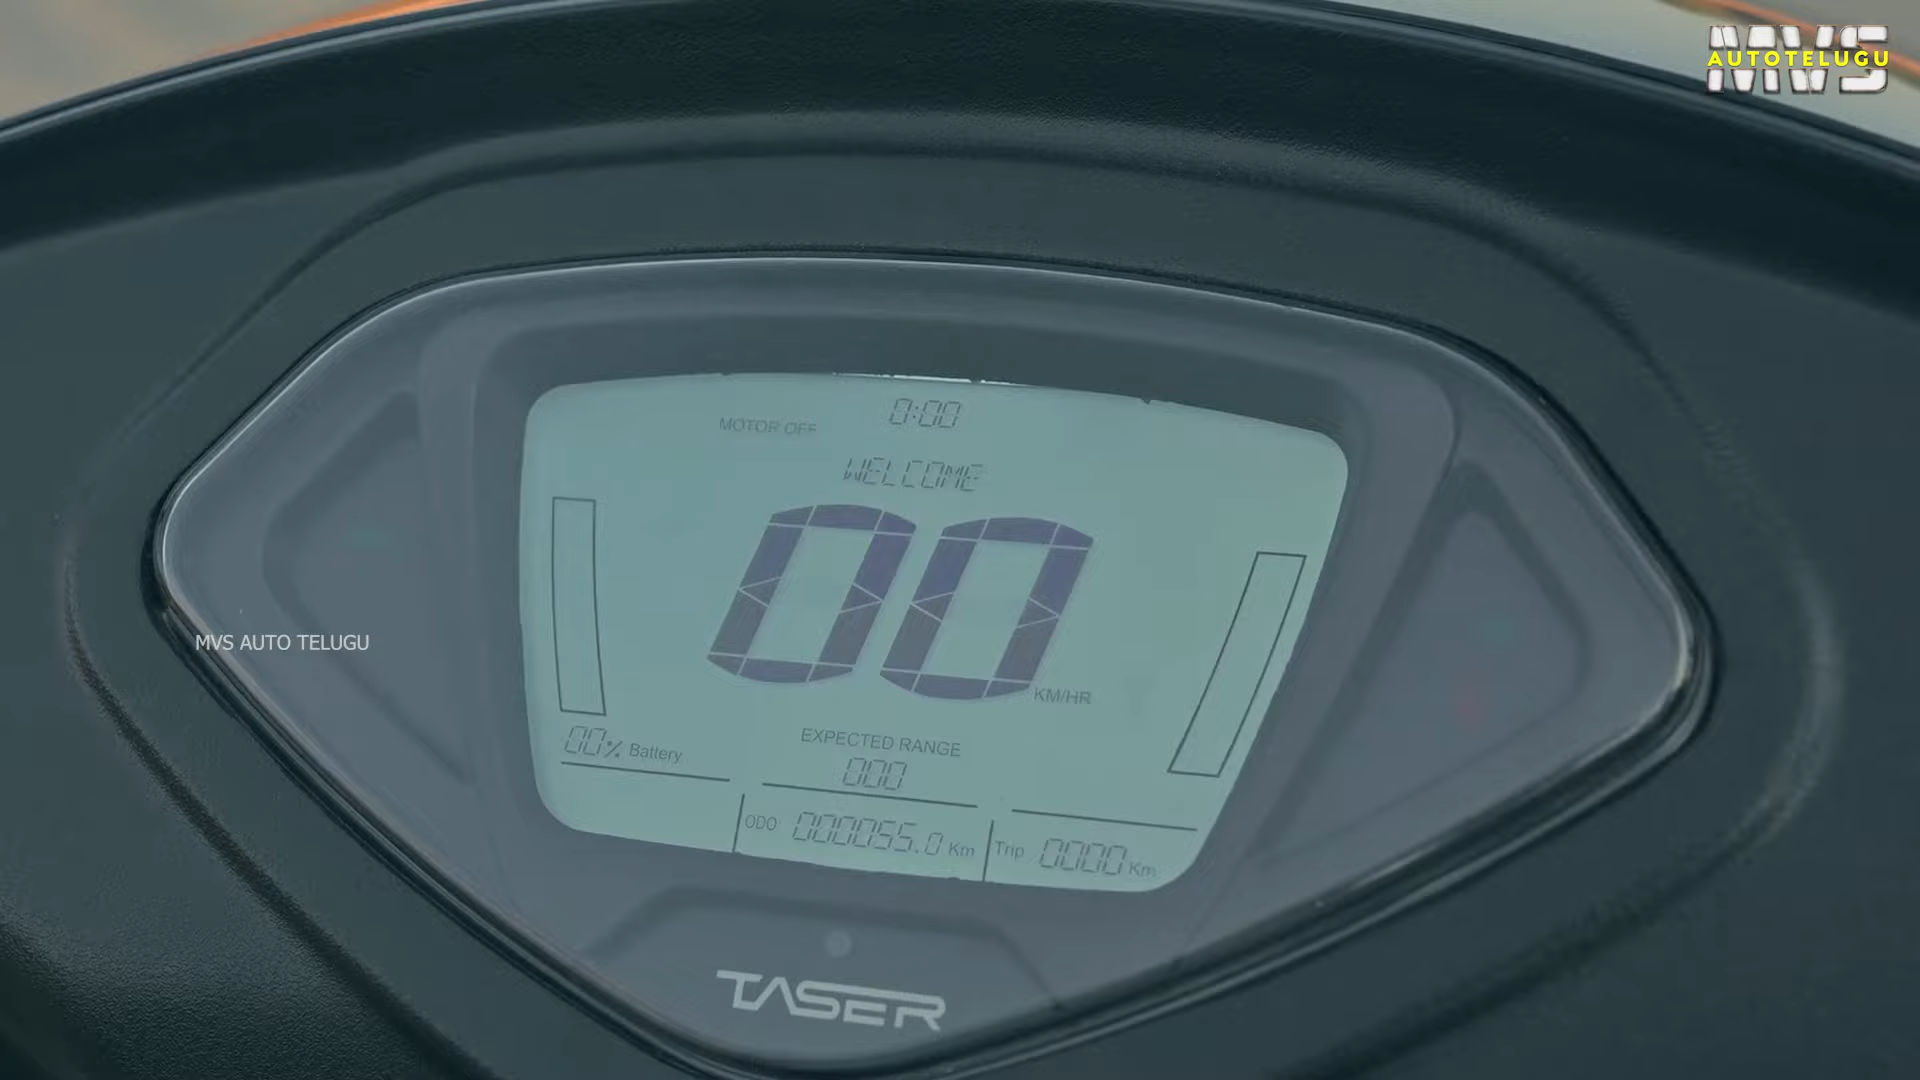 MVS
AUTOTELUGU
0:00
MOTOR OFF
WELCOME
00
KM/HR
MVS AUTO TELUGU
00% Battery
EXPECTED RANGE
000
ODO 000055.0 Km
Trip 0000 Km
TASER